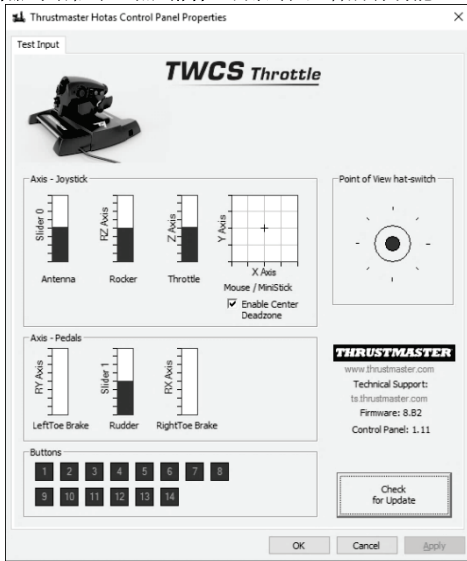 Thrustmaster Hotas Control Panel Properties
Test Input
TWCS Throttle
Axis - Joystick
Slider 0
RZ Axis
Z Axis
Y Axis
X Axis
Antenna
Rocker
Throttle
Mouse / MiniStick
Enable Center
Deadzone
Point of View hat-switch
Axis - Pedals
RY Axis
Slider 1
RX Axis
LeftToe Brake
Rudder
RightToe Brake
THRUSTMASTER
www.thrustmaster.com
Technical Support:
ts.thrustmaster.com
Firmware: 8.82
Control Panel: 1.11
Buttons
1 2 3 4 5 6 7 8
9 10 11 12 13 14
Check
for Update
OK
Cancel
Apply